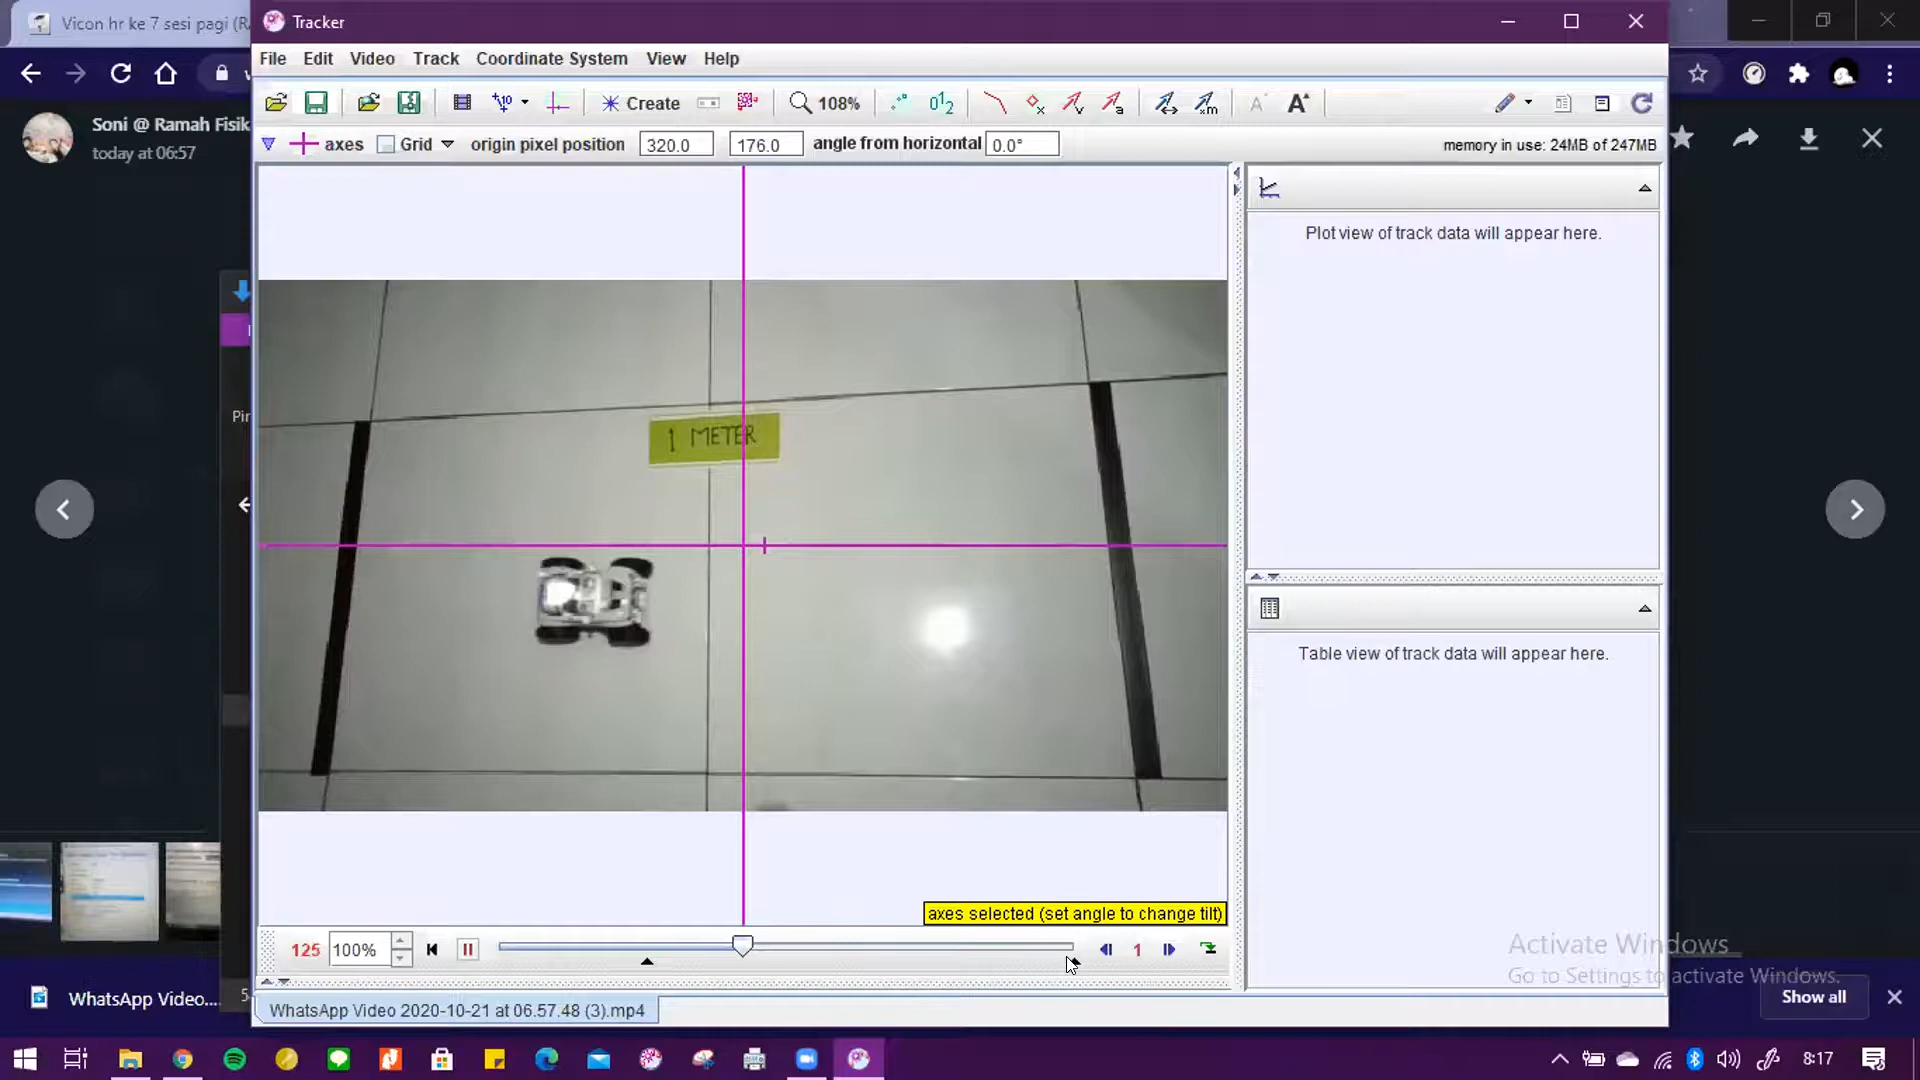 Vicon hr ke 7 sesi pagi (R
Tracker
File Edit Video Track Coordinate System View Help
Create 108%
Soni @ Ramah Fisik
today at 06:57
axes Grid origin pixel position 320.0 176.0 angle from horizontal 0.0°
memory in use: 24MB of 247MB
Plot view of track data will appear here.
Pir
1 METER
Table view of track data will appear here.
axes selected (set angle to change tilt)
125 100% 1
Activate Windows
Go to Settings to activate Windows.
WhatsApp Video....
Show all
WhatsApp Video 2020-10-21 at 06.57.48 (3).mp4
8:17